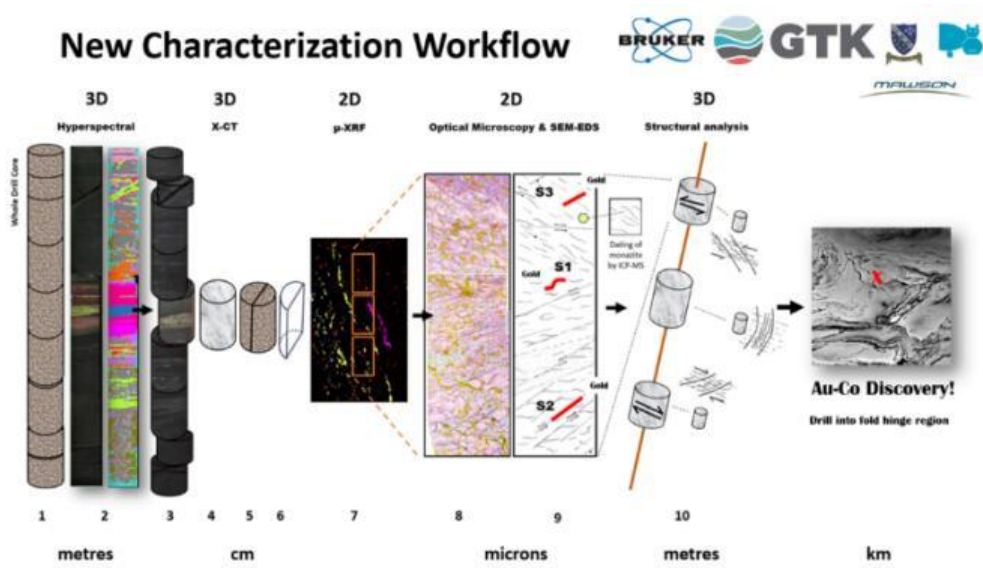 New Characterization Workflow
BRUKER
GTK
MAWSON
3D
Hyperspectral
3D
X-CT
2D
μ-XRF
2D
Optical Microscopy & SEM-EDS
3D
Structural analysis
Whole Drill Core
S3
Gold
Dating of
monazite
by ICP-MS
Gold
S1
Gold
S2
Au-Co Discovery!
Drill into fold hinge region
1
2
3
4
5
6
7
8
9
10
metres
cm
microns
metres
km